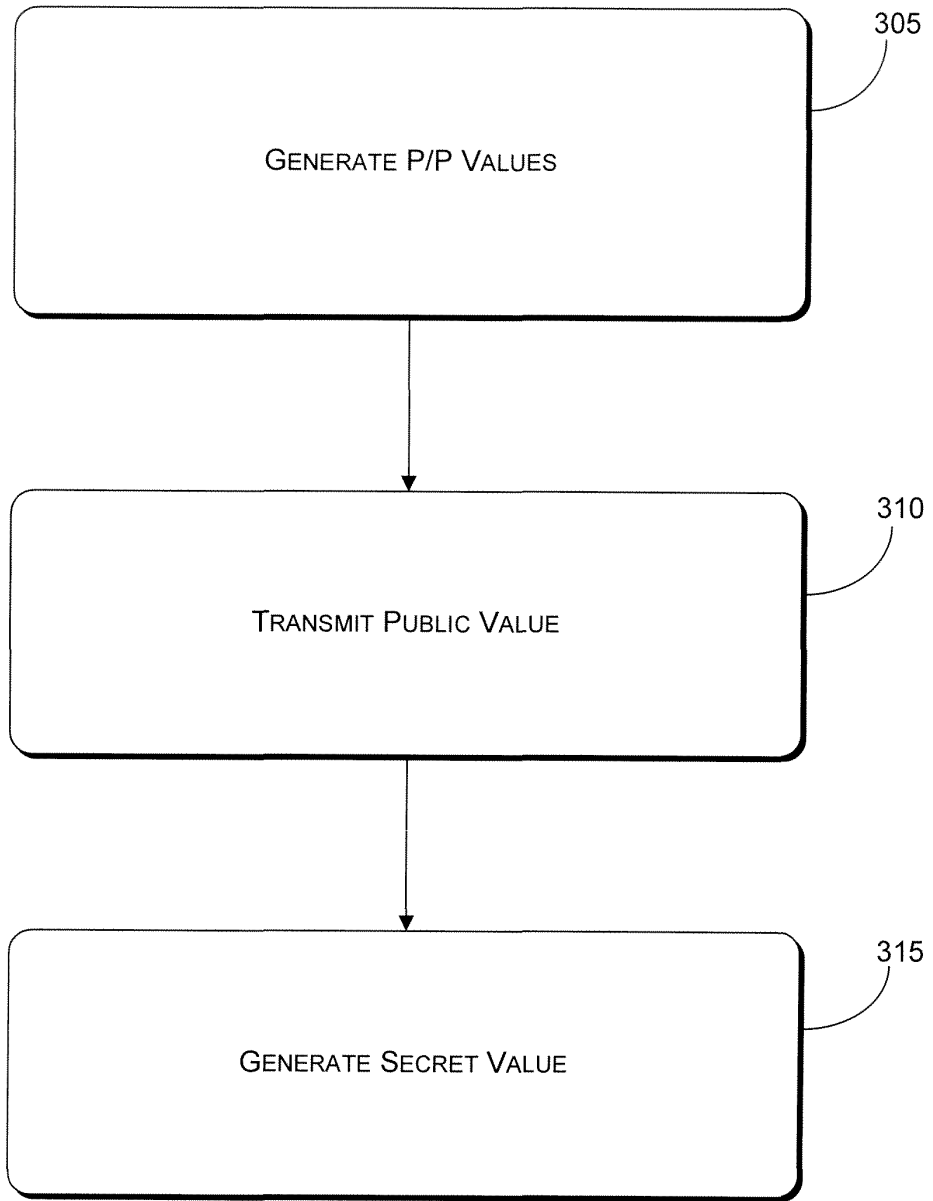 305
GENERATE P/P VALUES
310
TRANSMIT PUBLIC VALUE
315
GENERATE SECRET VALUE